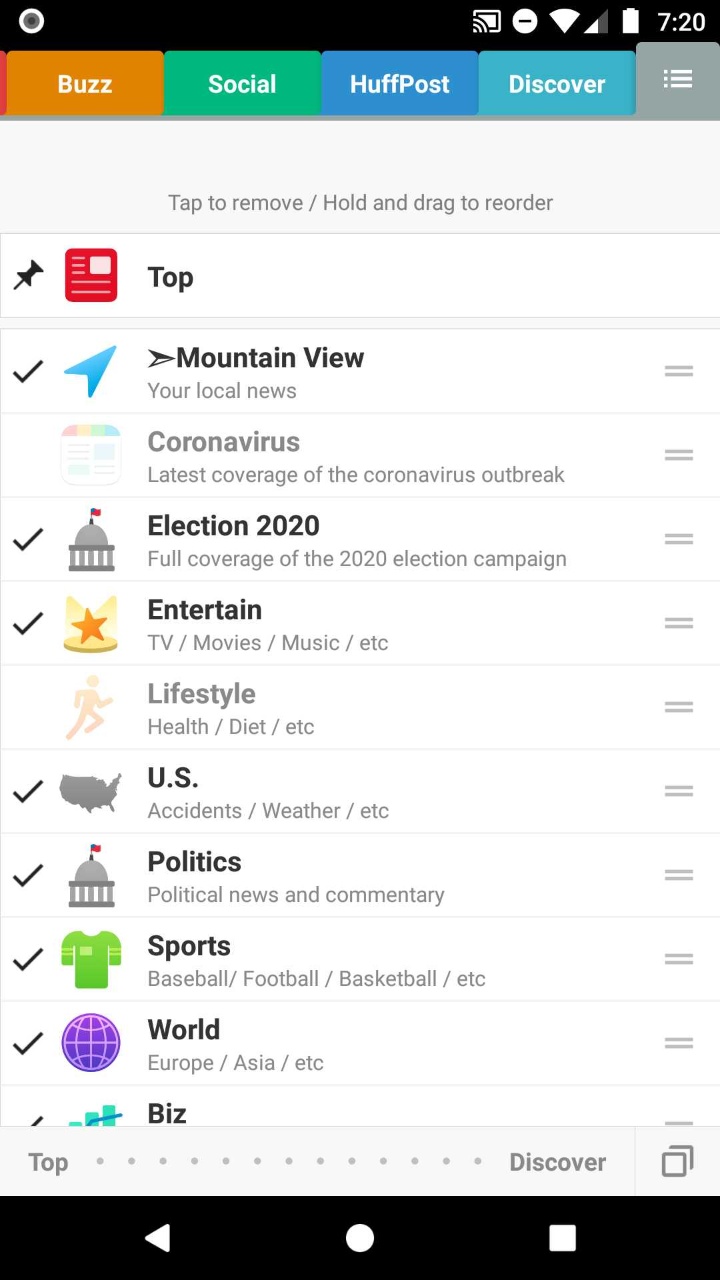 7:20
Buzz
Social
HuffPost
Discover
Tap to remove / Hold and drag to reorder
Top
➣Mountain View
Your local news
Coronavirus
Latest coverage of the coronavirus outbreak
Election 2020
Full coverage of the 2020 election campaign
Entertain
TV / Movies / Music / etc
Lifestyle
Health / Diet / etc
U.S.
Accidents / Weather / etc
Politics
Political news and commentary
Sports
Baseball/ Football / Basketball / etc
World
Europe / Asia / etc
Biz
Top
Discover